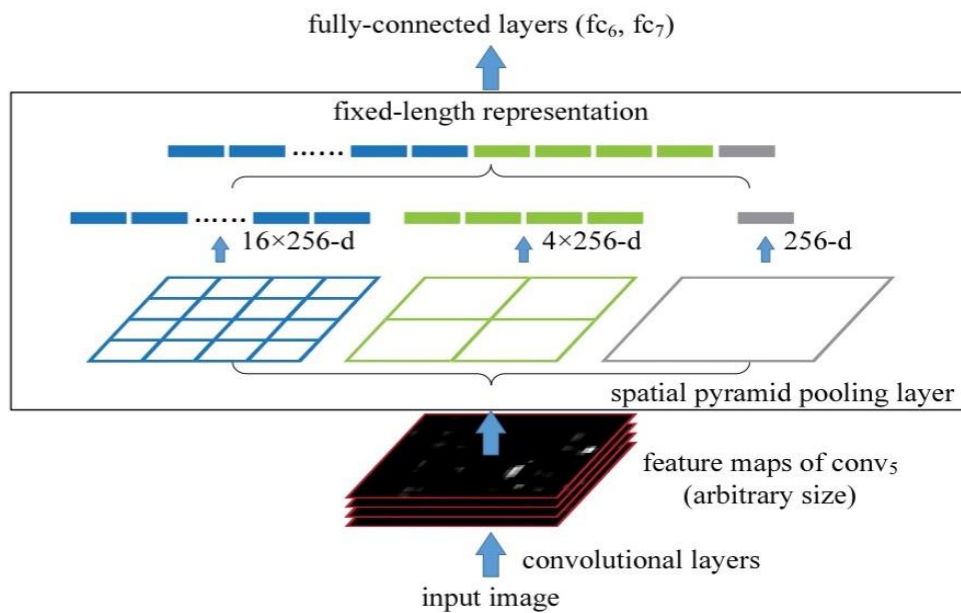 fully-connected layers (fc₆, fc₇)
fixed-length representation
......
......
16×256-d
4×256-d
256-d
spatial pyramid pooling layer
feature maps of conv₅
(arbitrary size)
convolutional layers
input image